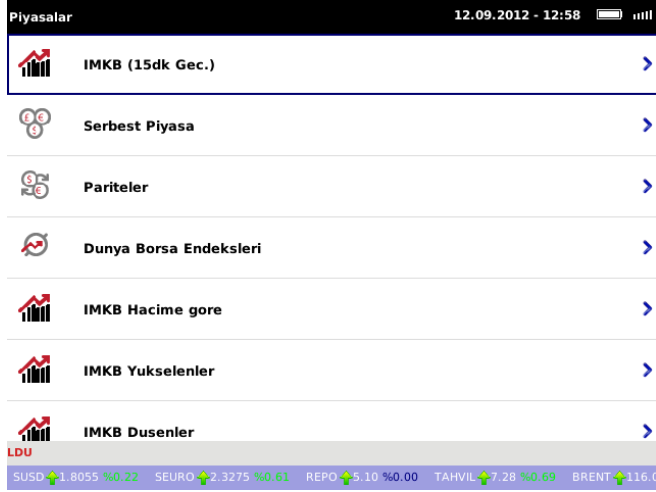 Piyasalar 12.09.2012 - 12:58
IMKB (15dk Gec.)
Serbest Piyasa
Pariteler
Dunya Borsa Endeksleri
IMKB Hacime gore
IMKB Yukselenler
IMKB Dusenler
LDU
SUSD 1.8055 %0.22 SEURO 2.3275 %0.61 REPO 5.10 %0.00 TAHVIL 7.28 %0.69 BRENT 116.0